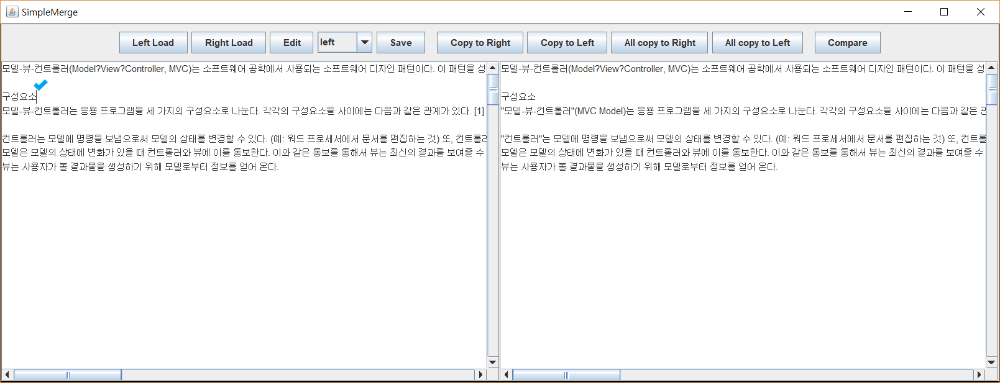 SimpleMerge
Left Load Right Load Edit left Save Copy to Right Copy to Left All copy to Right All copy to Left Compare
모델-뷰-컨트롤러(Model?View?Controller, MVC)는 소프트웨어 공학에서 사용되는 소프트웨어 디자인 패턴이다. 이 패턴을 성
구성요소
모델-뷰-컨트롤러는 응용 프로그램을 세 가지의 구성요소로 나눈다. 각각의 구성요소들 사이에는 다음과 같은 관계가 있다. [1]
컨트롤러는 모델에 명령을 보냄으로써 모델의 상태를 변경할 수 있다. (예: 워드 프로세서에서 문서를 편집하는 것) 또, 컨트롤러
모델은 모델의 상태에 변화가 있을 때 컨트롤러와 뷰에 이를 통보한다. 이와 같은 통보를 통해서 뷰는 최신의 결과를 보여줄 수
뷰는 사용자가 볼 결과물을 생성하기 위해 모델로부터 정보를 얻어 온다.
모델-뷰-컨트롤러(Model?View?Controller, MVC)는 소프트웨어 공학에서 사용되는 소프트웨어 디자인 패턴이다. 이 패턴을 성
구성요소
"모델-뷰-컨트롤러"(MVC Model)는 응용 프로그램을 세 가지의 구성요소로 나눈다. 각각의 구성요소들 사이에는 다음과 같은
"컨트롤러"는 모델에 명령을 보냄으로써 모델의 상태를 변경할 수 있다. (예: 워드 프로세서에서 문서를 편집하는 것) 또, 컨트롤
모델은 모델의 상태에 변화가 있을 때 컨트롤러와 뷰에 이를 통보한다. 이와 같은 통보를 통해서 뷰는 최신의 결과를 보여줄 수
뷰는 사용자가 볼 결과물을 생성하기 위해 모델로부터 정보를 얻어 온다.